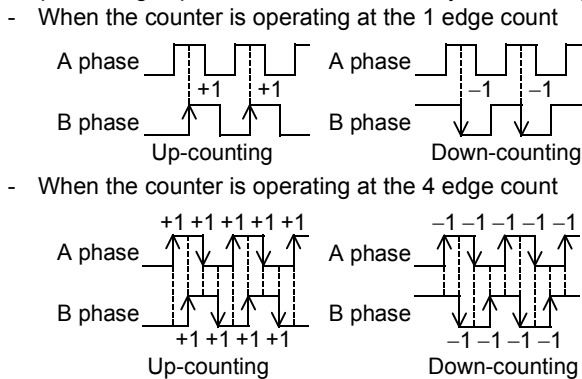 - When the counter is operating at the 1 edge count
A phase
+1 +1
B phase
Up-counting
A phase
−1 −1
B phase
Down-counting
- When the counter is operating at the 4 edge count
+1 +1 +1 +1 +1
A phase
B phase
+1 +1 +1 +1
Up-counting
−1 −1 −1 −1 −1
A phase
B phase
−1 −1 −1 −1
Down-counting